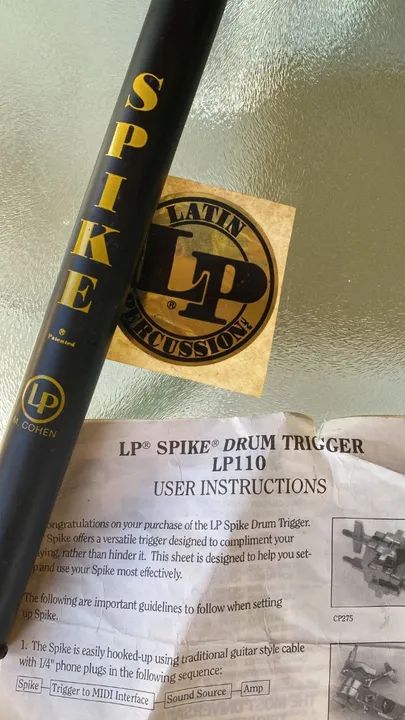 SPIKE
®
Patented
LP
M. COHEN
LATIN
LP
®
PERCUSSION
LP® SPIKE® DRUM TRIGGER
LP110
USER INSTRUCTIONS
ongratulations on your purchase of the LP Spike Drum Trigger.
Spike offers a versatile trigger designed to compliment your
aying, rather than hinder it. This sheet is designed to help you set-
and use your Spike most effectively.
The following are important guidelines to follow when setting
up Spike.
CP275
1. The Spike is easily hooked-up using traditional guitar style cable
with 1/4" phone plugs in the following sequence:
Spike Trigger to MIDI Interface Sound Source Amp